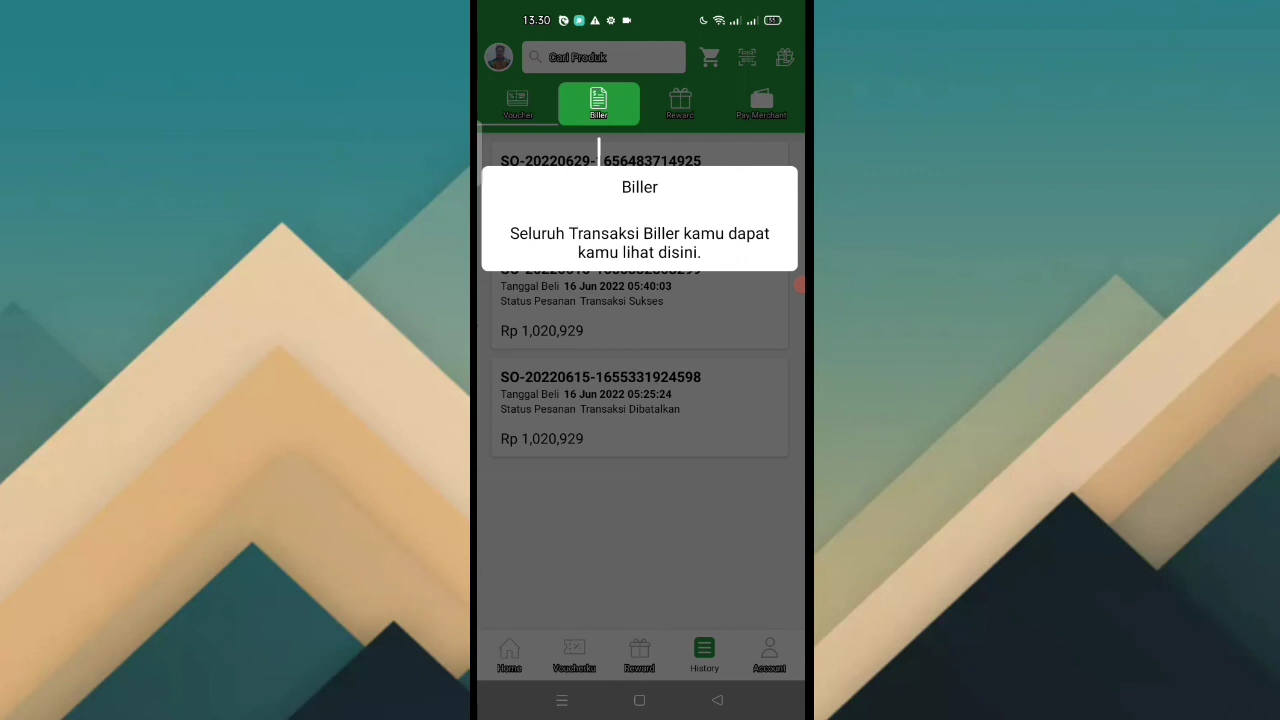 13.30
55
Cari Produk
Voucher
Biller
Reward
Pay Merchant
SO-20220629-1656483714925
Biller
Seluruh Transaksi Biller kamu dapat
kamu lihat disini.
Tanggal Beli 16 Jun 2022 05:40:03
Status Pesanan Transaksi Sukses
Rp 1,020,929
SO-20220615-1655331924598
Tanggal Beli 16 Jun 2022 05:25:24
Status Pesanan Transaksi Dibatalkan
Rp 1,020,929
Home
Voucherku
Reward
History
Account